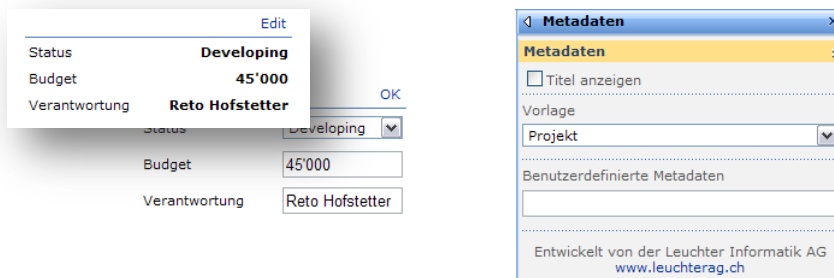 Edit
Status Developing
Budget 45'000
Verantwortung Reto Hofstetter
OK
Status Developing
Budget 45'000
Verantwortung Reto Hofstetter
Metadaten
Metadaten
Titel anzeigen
Vorlage
Projekt
Benutzerdefinierte Metadaten
Entwickelt von der Leuchter Informatik AG
www.leuchterag.ch